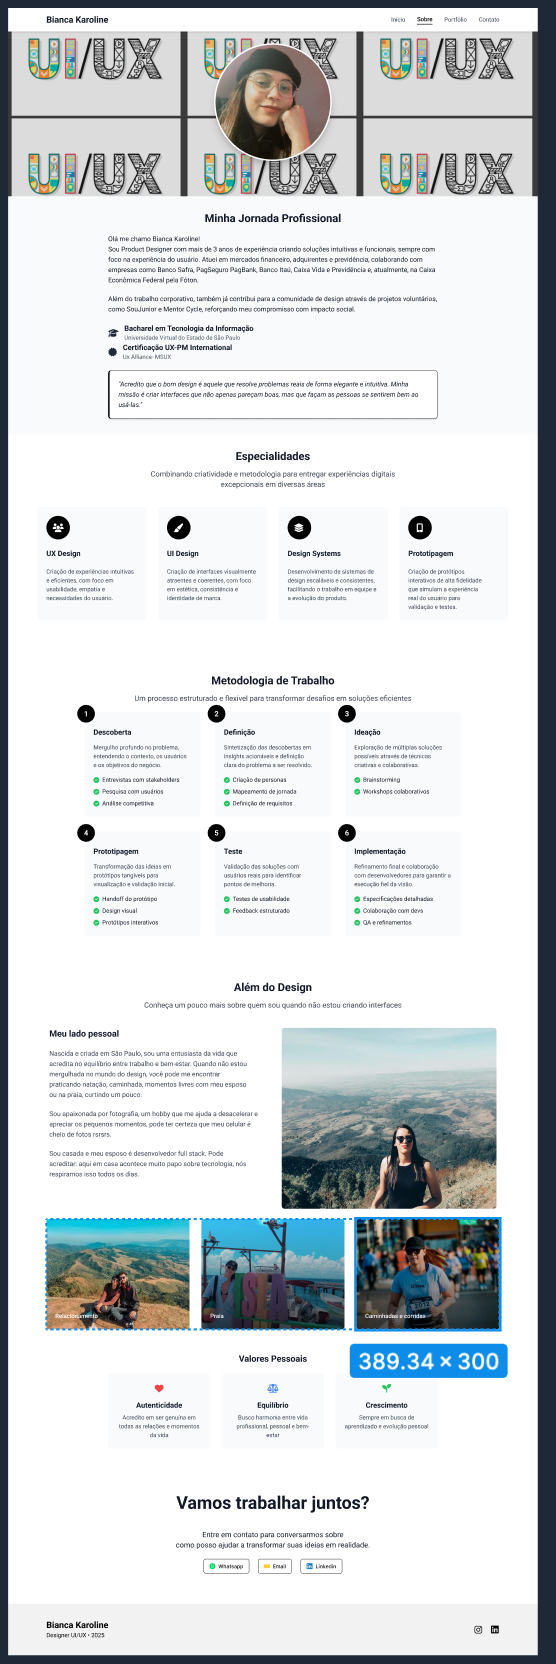 Bianca Karoline
Início Sobre Portfólio Contato
UI/UX UI/UX UI/UX
UI/UX UI/UX UI/UX
Minha Jornada Profissional
Olá me chamo Bianca Karoline!
Sou Product Designer com mais de 3 anos de experiência criando soluções intuitivas e funcionais, sempre com
foco na experiência do usuário. Atuei em mercados financeiro, adquirentes e previdência, colaborando com
empresas como Banco Safra, PagSeguro PagBank, Banco Itaú, Caixa Vida e Previdência e, atualmente, na Caixa
Econômica Federal pela Fóton.
Além do trabalho corporativo, também já contribui para a comunidade de design através de projetos voluntários,
como SouJunior e Mentor Cycle, reforçando meu compromisso com impacto social.
Bacharel em Tecnologia da Informação
Universidade Virtual do Estado de São Paulo
Certificação UX-PM International
Ux Alliance- MSUX
"Acredito que o bom design é aquele que resolve problemas reais de forma elegante e intuitiva. Minha
missão é criar interfaces que não apenas pareçam boas, mas que façam as pessoas se sentirem bem ao
usá-las."
Especialidades
Combinando criatividade e metodologia para entregar experiências digitais
excepcionais em diversas áreas
UX Design
Criação de experiências intuitivas
e eficientes, com foco em
usabilidade, empatia e
necessidades do usuário.
UI Design
Criação de interfaces visualmente
atraentes e coerentes, com foco
em estética, consistência e
identidade de marca.
Design Systems
Desenvolvimento de sistemas de
design escaláveis e consistentes,
facilitando o trabalho em equipe e
a evolução do produto.
Prototipagem
Criação de protótipos
interativos de alta fidelidade
que simulam a experiência
real do usuário para
validação e testes.
Metodologia de Trabalho
Um processo estruturado e flexível para transformar desafios em soluções eficientes
1
Descoberta
Mergulho profundo no problema,
entendendo o contexto, os usuários
e os objetivos do negócio.
Entrevistas com stakeholders
Pesquisa com usuários
Análise competitiva
2
Definição
Sintetização das descobertas em
insights acionáveis e definição
clara do problema a ser resolvido.
Criação de personas
Mapeamento de jornada
Definição de requisitos
3
Ideação
Exploração de múltiplas soluções
possíveis através de técnicas
criativas e colaborativas.
Brainstorming
Workshops colaborativos
4
Prototipagem
Transformação das ideias em
protótipos tangíveis para
visualização e validação inicial.
Handoff do protótipo
Design visual
Protótipos interativos
5
Teste
Validação das soluções com
usuários reais para identificar
pontos de melhoria.
Testes de usabilidade
Feedback estruturado
6
Implementação
Refinamento final e colaboração
com desenvolvedores para garantir a
execução fiel da visão.
Especificações detalhadas
Colaboração com devs
QA e refinamentos
Além do Design
Conheça um pouco mais sobre quem sou quando não estou criando interfaces
Meu lado pessoal
Nascida e criada em São Paulo, sou uma entusiasta da vida que
acredita no equilíbrio entre trabalho e bem-estar. Quando não estou
mergulhada no mundo do design, você pode me encontrar
praticando natação, caminhada, momentos livres com meu esposo
ou na praia, curtindo um pouco.
Sou apaixonada por fotografia, um hobby que me ajuda a desacelerar e
apreciar os pequenos momentos, pode ter certeza que meu celular é
cheio de fotos rsrsrs.
Sou casada e meu esposo é desenvolvedor full stack. Pode
acreditar: aqui em casa acontece muito papo sobre tecnologia, nós
respiramos isso todos os dias.
Relacionamento
Praia
Caminhadas e corridas
389.34 × 300
Valores Pessoais
Autenticidade
Acredito em ser genuína em
todas as relações e momentos
da vida
Equilíbrio
Busco harmonia entre vida
profissional, pessoal e bem-
estar
Crescimento
Sempre em busca de
aprendizado e evolução pessoal
Vamos trabalhar juntos?
Entre em contato para conversarmos sobre
como posso ajudar a transformar suas ideias em realidade.
Whatsapp Email Linkedin
Bianca Karoline
Designer UI/UX • 2025